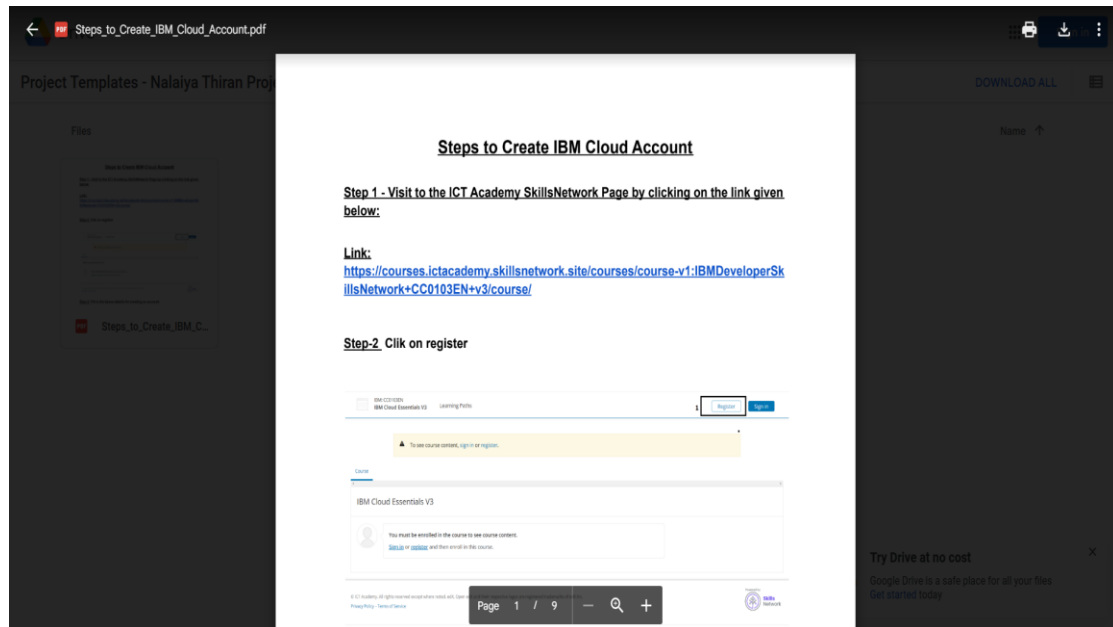 Steps_to_Create_IBM_Cloud_Account.pdf
Project Templates - Nalaiya Thiran Proj
DOWNLOAD ALL
Files
Name
Steps to Create IBM Cloud Account
Step 1 - Visit to the ICT Academy SkillsNetwork Page by clicking on the link given
below:
Link:
https://courses.ictacademy.skillsnetwork.site/courses/course-v1:IBMDeveloperSk
illsNetwork+CC0103EN+v3/course/
Steps_to_Create_IBM_C...
Step-2 Clik on register
IBM: CC0103EN
IBM Cloud Essentials V3 Learning Paths
1 Register Sign in
To see course content, sign in or register.
Course
IBM Cloud Essentials V3
You must be enrolled in the course to see course content.
Sign in or register and then enroll in this course.
Try Drive at no cost
Google Drive is a safe place for all your files
Get started today
Privacy Policy - Terms of Service
Skills
Network
Page 1 / 9